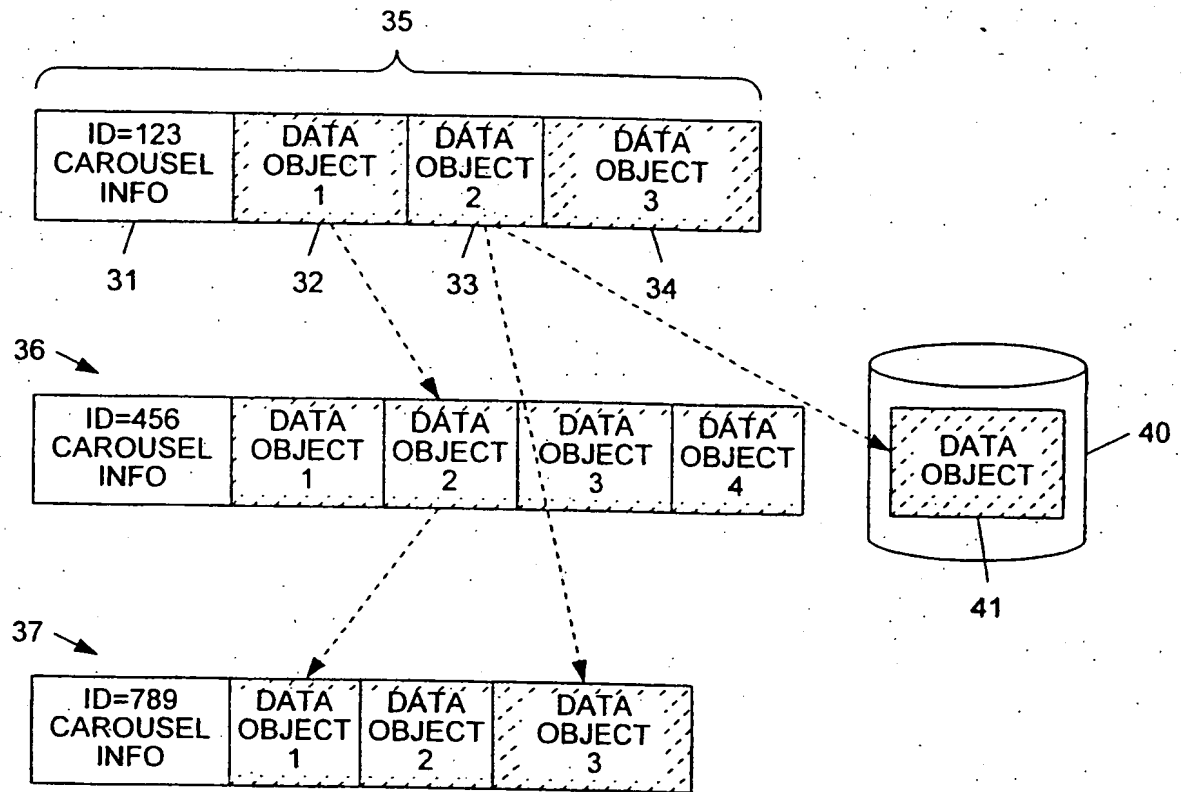 35
ID=123
CAROUSEL
INFO
DATA
OBJECT
1
DATA
OBJECT
2
DATA
OBJECT
3
31
32
33
34
36
ID=456
CAROUSEL
INFO
DATA
OBJECT
1
DATA
OBJECT
2
DATA
OBJECT
3
DATA
OBJECT
4
DATA
OBJECT
40
41
37
ID=789
CAROUSEL
INFO
DATA
OBJECT
1
DATA
OBJECT
2
DATA
OBJECT
3